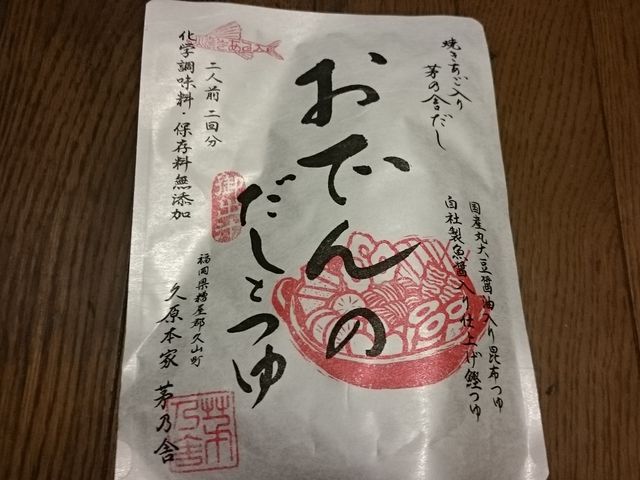 焼きあご入り
茅の舎だし
国産丸大豆醤油入り昆布つゆ
自社製魚醤入り仕上げ鰹つゆ
おでんの
だしとつゆ
二人前 二回分
化学調味料・保存料無添加
福岡県糟屋郡久山町
久原本家 茅乃舎
茅乃舎